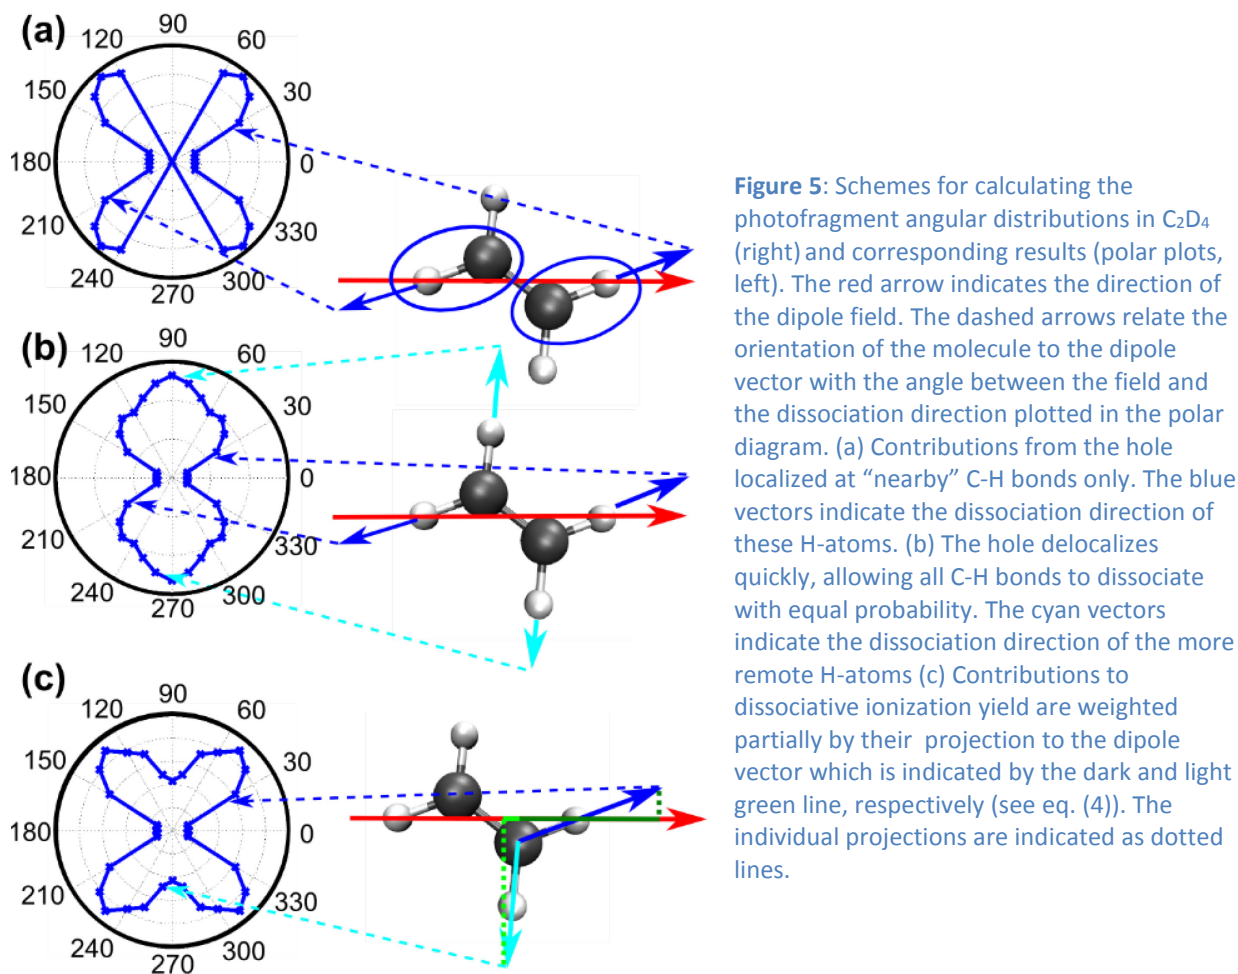 (a)
90
120
60
150
30
180
0
210
330
240
300
270
(b)
90
120
60
150
30
180
0
210
330
240
300
270
(c)
90
120
60
150
30
180
0
210
330
240
300
270
Figure 5: Schemes for calculating the
photofragment angular distributions in C₂D₄
(right) and corresponding results (polar plots,
left). The red arrow indicates the direction of
the dipole field. The dashed arrows relate the
orientation of the molecule to the dipole
vector with the angle between the field and
the dissociation direction plotted in the polar
diagram. (a) Contributions from the hole
localized at “nearby” C-H bonds only. The blue
vectors indicate the dissociation direction of
these H-atoms. (b) The hole delocalizes
quickly, allowing all C-H bonds to dissociate
with equal probability. The cyan vectors
indicate the dissociation direction of the more
remote H-atoms (c) Contributions to
dissociative ionization yield are weighted
partially by their projection to the dipole
vector which is indicated by the dark and light
green line, respectively (see eq. (4)). The
individual projections are indicated as dotted
lines.